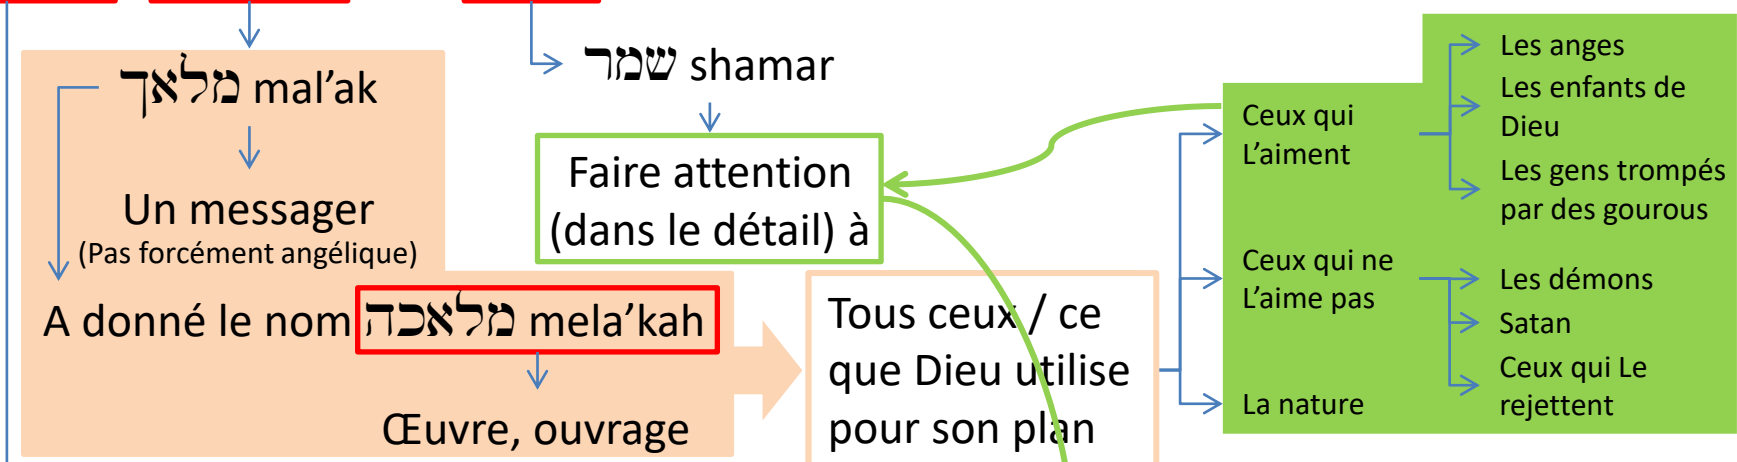 מלאך mal’ak
Un messager
(Pas forcément angélique)
A donné le nom מלאכה mela’kah
Œuvre, ouvrage
שמר shamar
Faire attention
(dans le détail) à
Tous ceux / ce
que Dieu utilise
pour son plan
Ceux qui
L’aiment
Ceux qui ne
L’aime pas
La nature
Les anges
Les enfants de
Dieu
Les gens trompés
par des gourous
Les démons
Satan
Ceux qui Le
rejettent